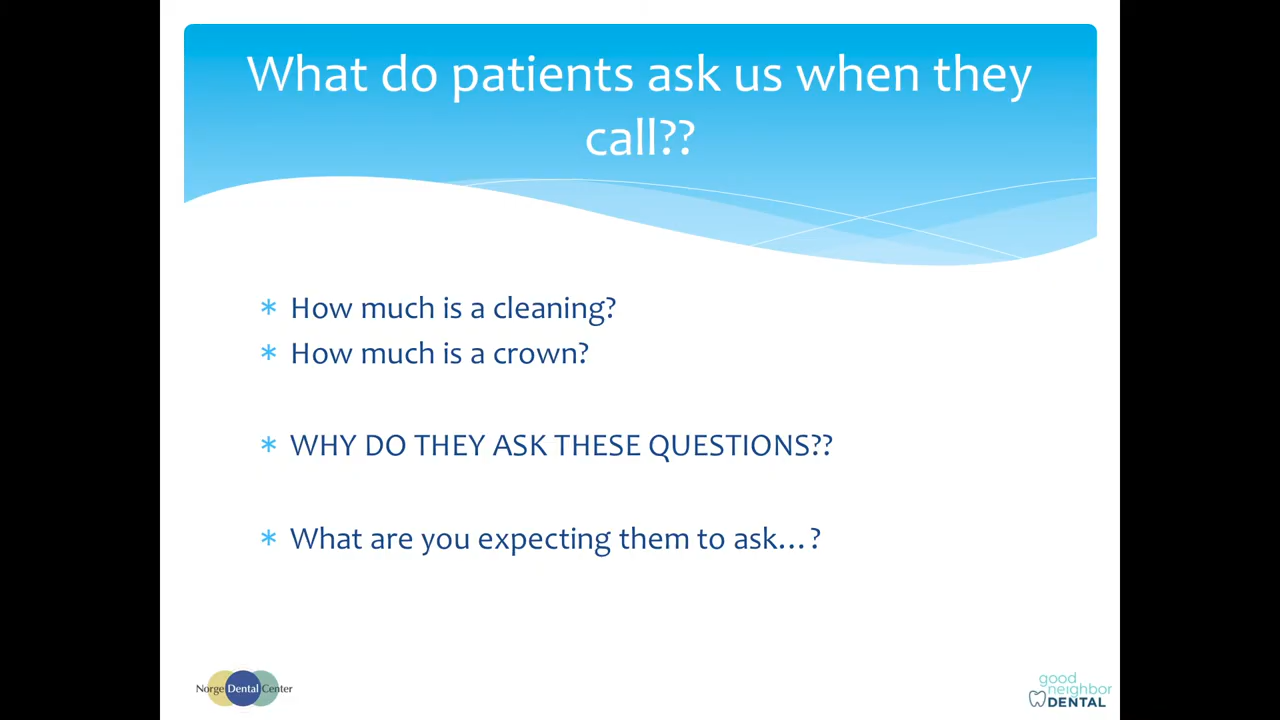 What do patients ask us when they
call??
* How much is a cleaning?
* How much is a crown?
* WHY DO THEY ASK THESE QUESTIONS??
* What are you expecting them to ask...?
Norge Dental Center
good
neighbor
DENTAL